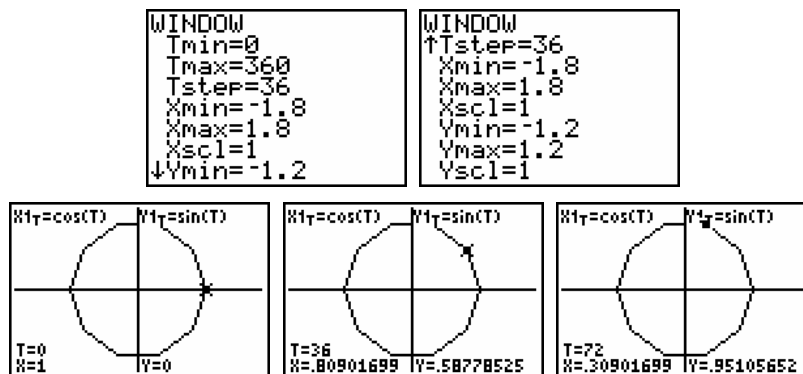 WINDOW
Tmin=0
Tmax=360
Tstep=36
Xmin=-1.8
Xmax=1.8
Xscl=1
↓Ymin=-1.2
WINDOW
↑Tstep=36
Xmin=-1.8
Xmax=1.8
Xscl=1
Ymin=-1.2
Ymax=1.2
Yscl=1
X1T=cos(T) Y1T=sin(T)
T=0
X=1 Y=0
X1T=cos(T) Y1T=sin(T)
T=36
X=.80901699 Y=.58778525
X1T=cos(T) Y1T=sin(T)
T=72
X=.30901699 Y=.95105652